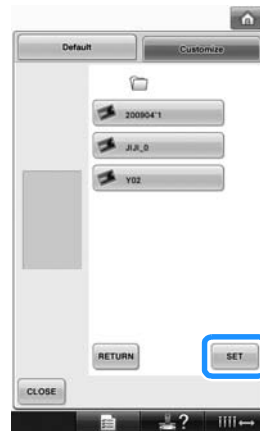 Default
Customize
200904~1
JIJI_0
Y02
RETURN
SET
CLOSE
?